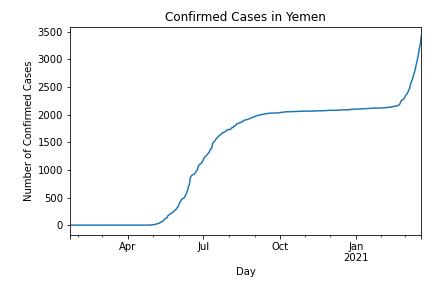 Confirmed Cases in Yemen
3500
3000
2500
2000
1500
1000
500
0
Number of Confirmed Cases
Apr
Jul
Oct
Jan
2021
Day